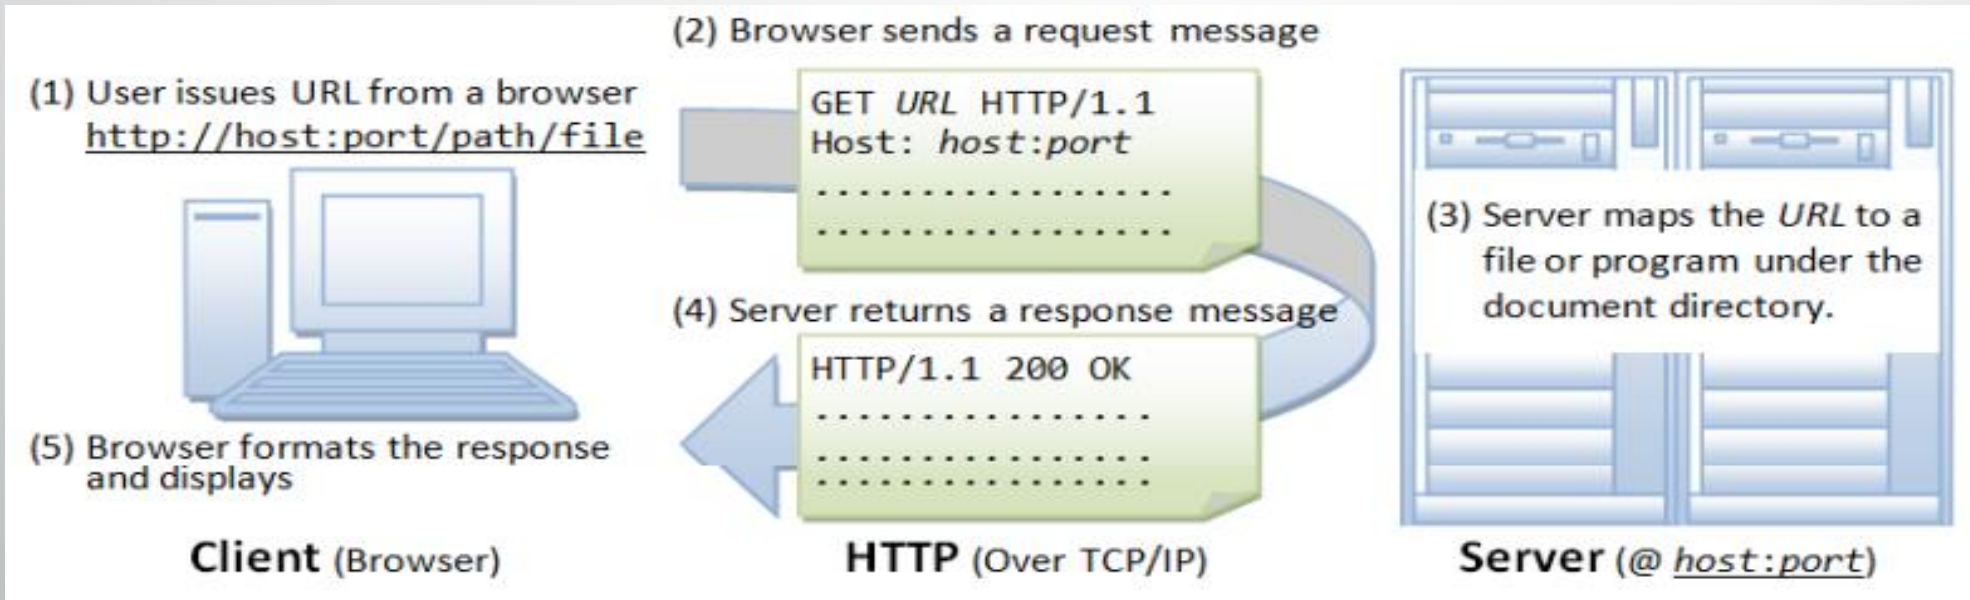 (1) User issues URL from a browser
http://host:port/path/file
(2) Browser sends a request message
GET URL HTTP/1.1
Host: host:port
..................
..................
(3) Server maps the URL to a
file or program under the
document directory.
(4) Server returns a response message
HTTP/1.1 200 OK
................
................
................
(5) Browser formats the response
and displays
Client (Browser)
HTTP (Over TCP/IP)
Server (@ host:port)